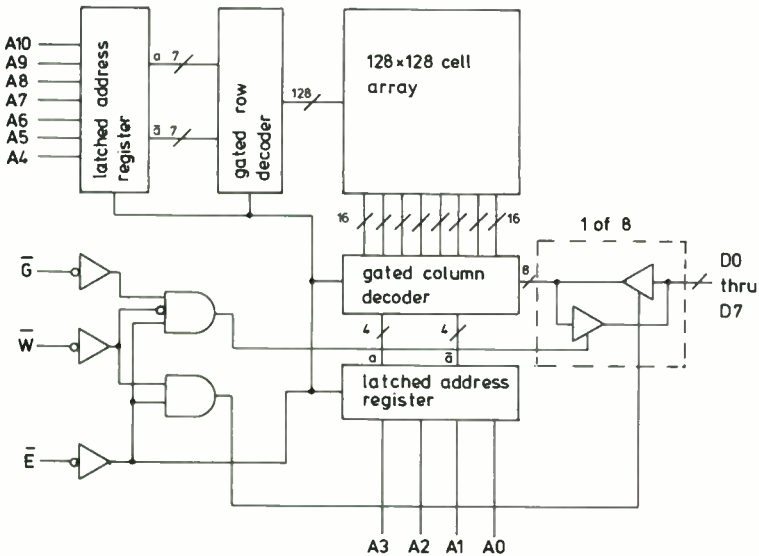 A10
A9
A8
A7
A6
A5
A4
latched address
register
a 7
ā 7
gated row
decoder
128
128×128 cell
array
16
16
1 of 8
G̅
W̅
E̅
gated column
decoder
8
D0
thru
D7
4
4
a
ā
latched address
register
A3
A2
A1
A0